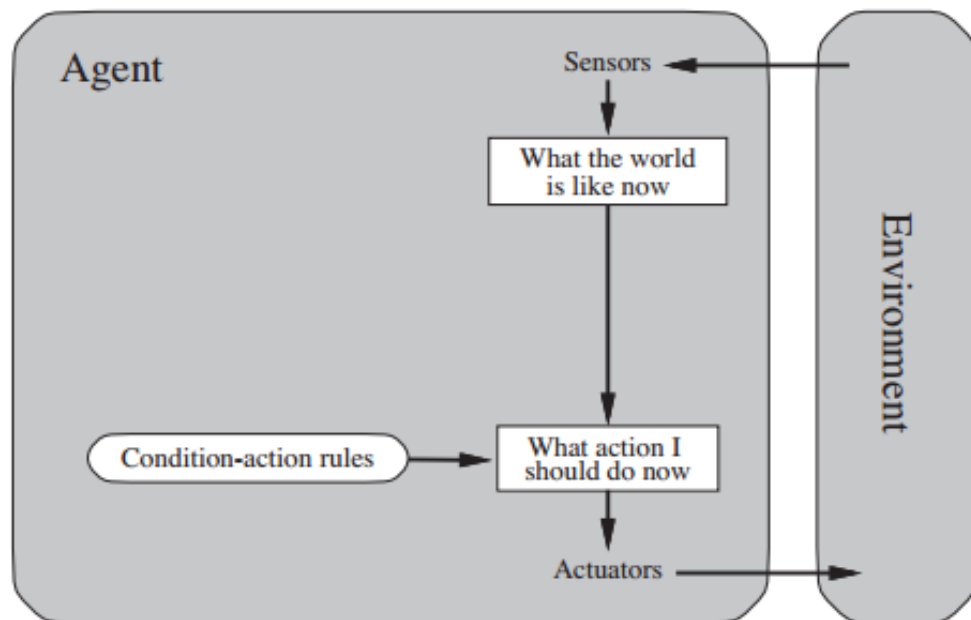 Agent
Sensors
What the world
is like now
Environment
Condition-action rules
What action I
should do now
Actuators